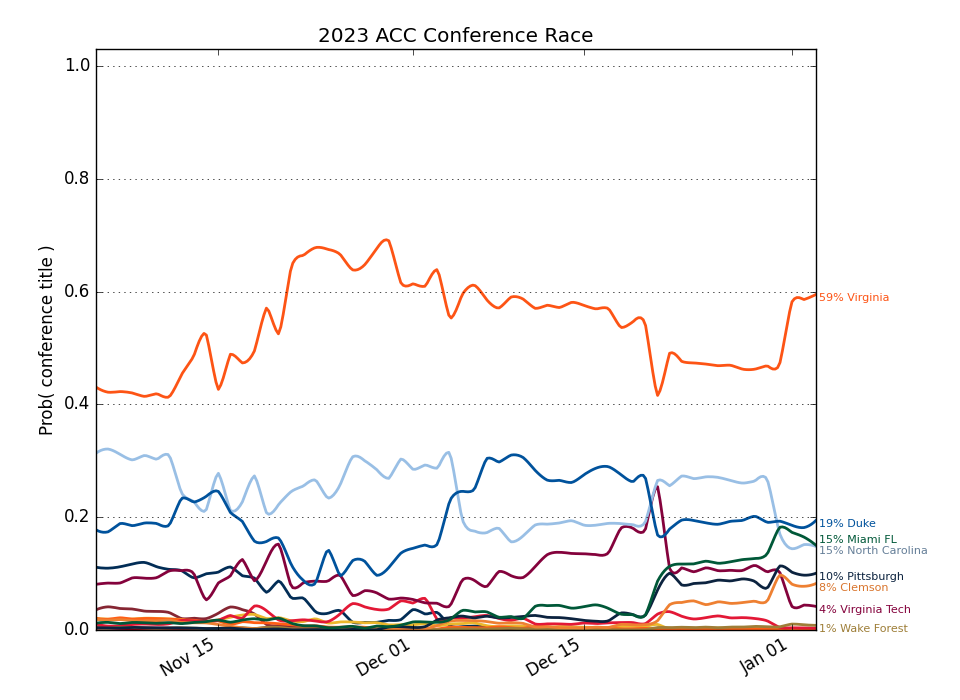 2023 ACC Conference Race
Prob( conference title )
1.0
0.8
0.6
0.4
0.2
0.0
Nov 15
Dec 01
Dec 15
Jan 01
59% Virginia
19% Duke
15% Miami FL
15% North Carolina
10% Pittsburgh
8% Clemson
4% Virginia Tech
1% Wake Forest